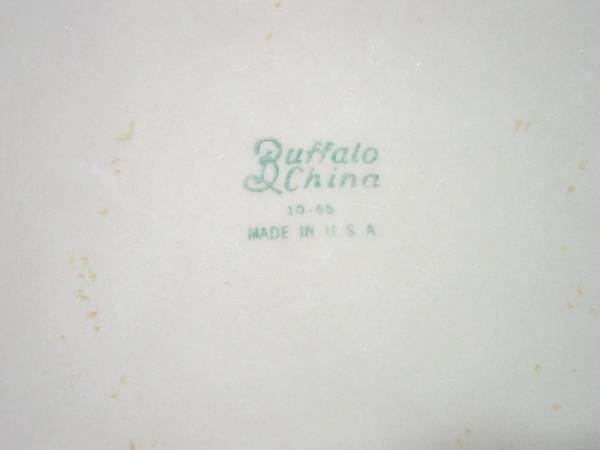 Buffalo
China
10-65
MADE IN U.S.A